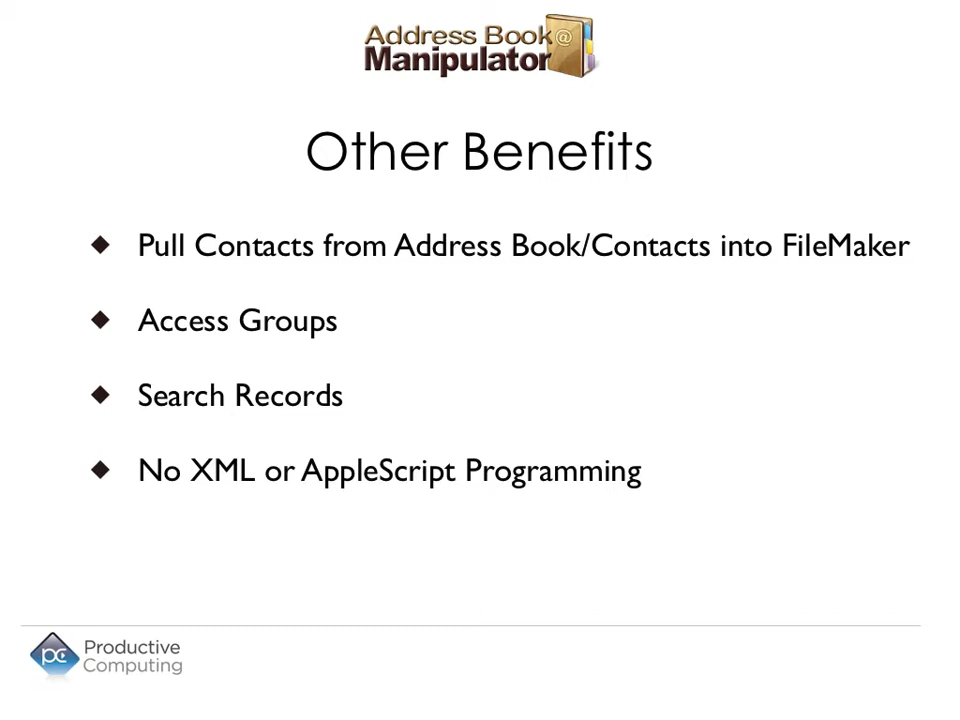 Address Book
Manipulator
Other Benefits
◆ Pull Contacts from Address Book/Contacts into FileMaker
◆ Access Groups
◆ Search Records
◆ No XML or AppleScript Programming
pc Productive
Computing